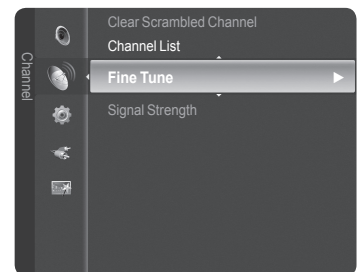 Channel
Clear Scrambled Channel
Channel List
Fine Tune
Signal Strength